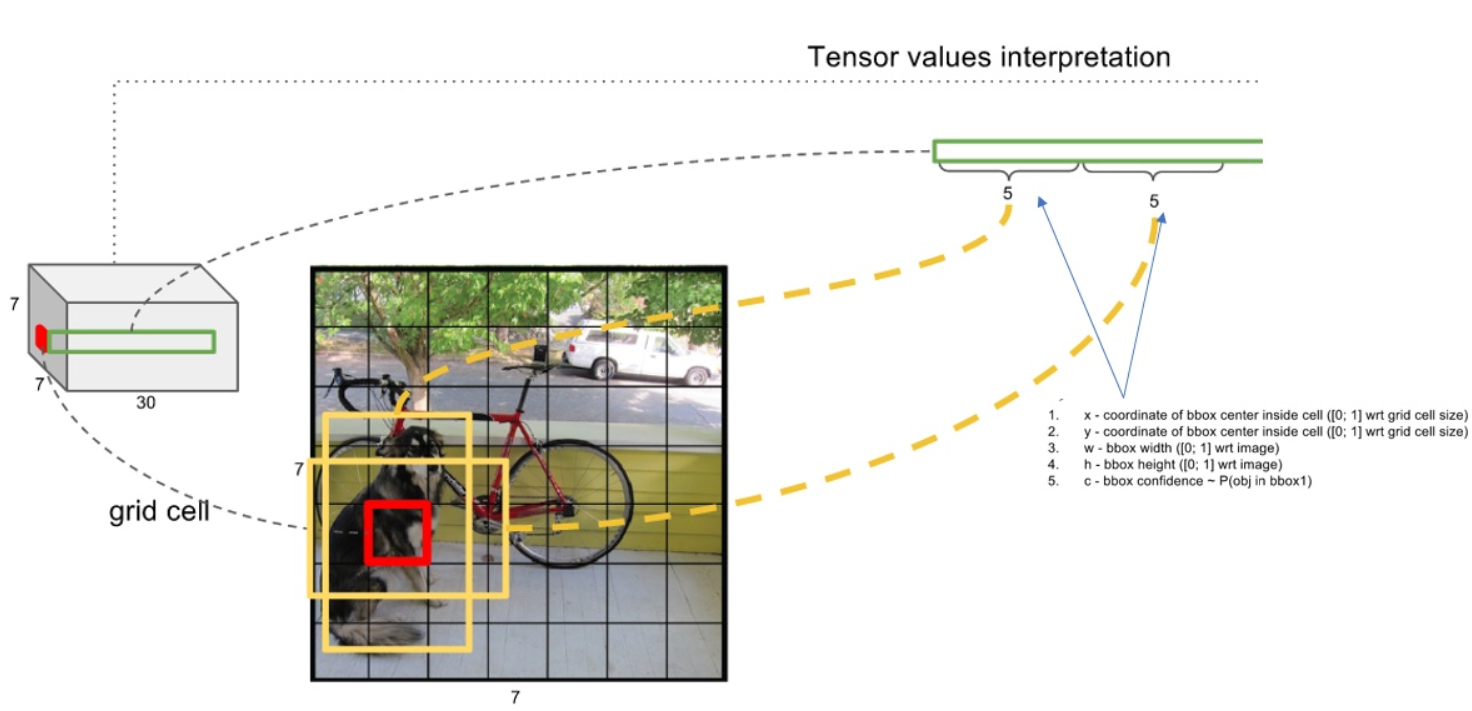 Tensor values interpretation
5
5
7
7
30
7
grid cell
7
1. x - coordinate of bbox center inside cell ([0; 1] wrt grid cell size)
2. y - coordinate of bbox center inside cell ([0; 1] wrt grid cell size)
3. w - bbox width ([0; 1] wrt image)
4. h - bbox height ([0; 1] wrt image)
5. c - bbox confidence ~ P(obj in bbox1)